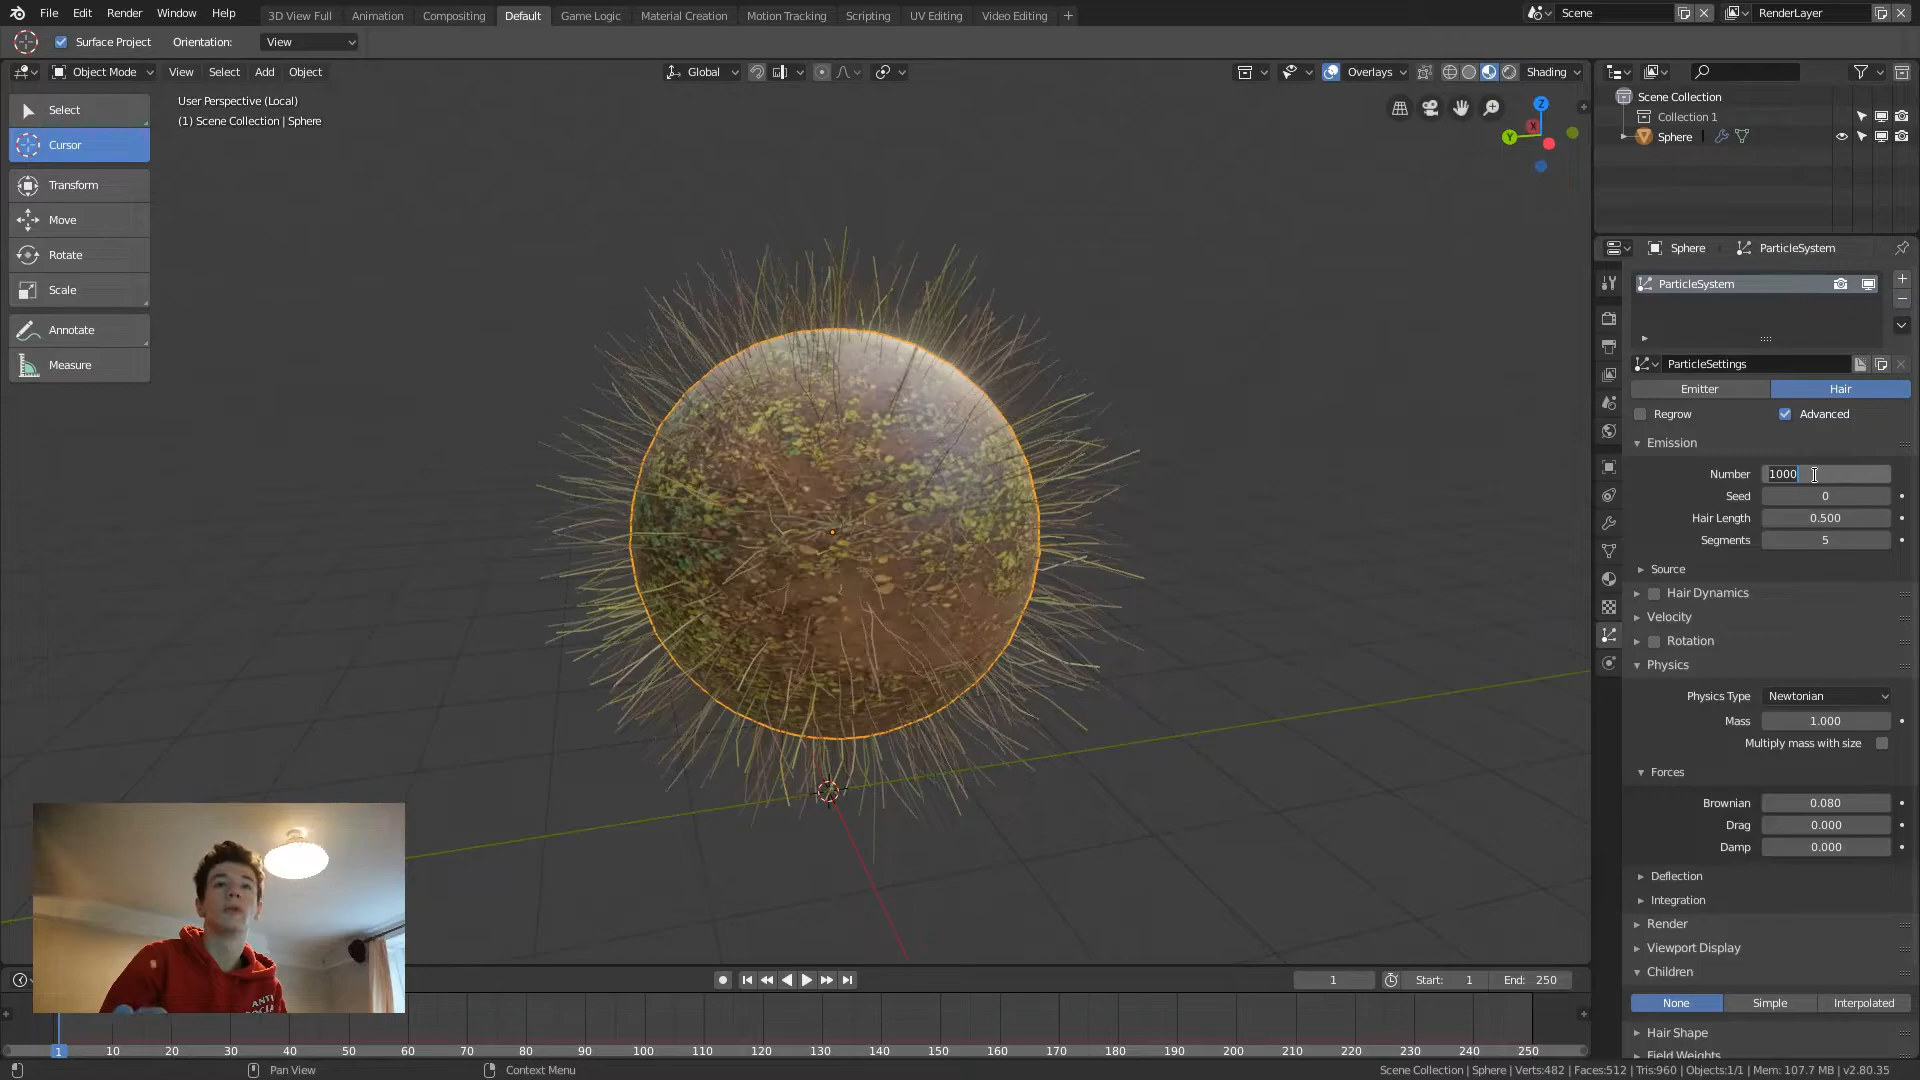 File Edit Render Window Help
3D View Full Animation Compositing Default Game Logic Material Creation Motion Tracking Scripting UV Editing Video Editing +
Scene
RenderLayer
Surface Project Orientation: View
Object Mode View Select Add Object
Global
Overlays
Shading
User Perspective (Local)
(1) Scene Collection | Sphere
Select
Cursor
Transform
Move
Rotate
Scale
Annotate
Measure
Z
Y
X
Scene Collection
Collection 1
Sphere
Sphere ParticleSystem
ParticleSystem
ParticleSettings
Emitter Hair
Regrow Advanced
Emission
Number 1000
Seed 0
Hair Length 0.500
Segments 5
Source
Hair Dynamics
Velocity
Rotation
Physics
Physics Type Newtonian
Mass 1.000
Multiply mass with size
Forces
Brownian 0.080
Drag 0.000
Damp 0.000
Deflection
Integration
Render
Viewport Display
Children
None Simple Interpolated
Hair Shape
Field Weights
ANTI
1 Start: 1 End: 250
1 10 20 30 40 50 60 70 80 90 100 110 120 130 140 150 160 170 180 190 200 210 220 230 240 250
Pan View Context Menu
Scene Collection | Sphere | Verts:482 | Faces:512 | Tris:960 | Objects:1/1 | Mem: 107.7 MB | v2.80.35